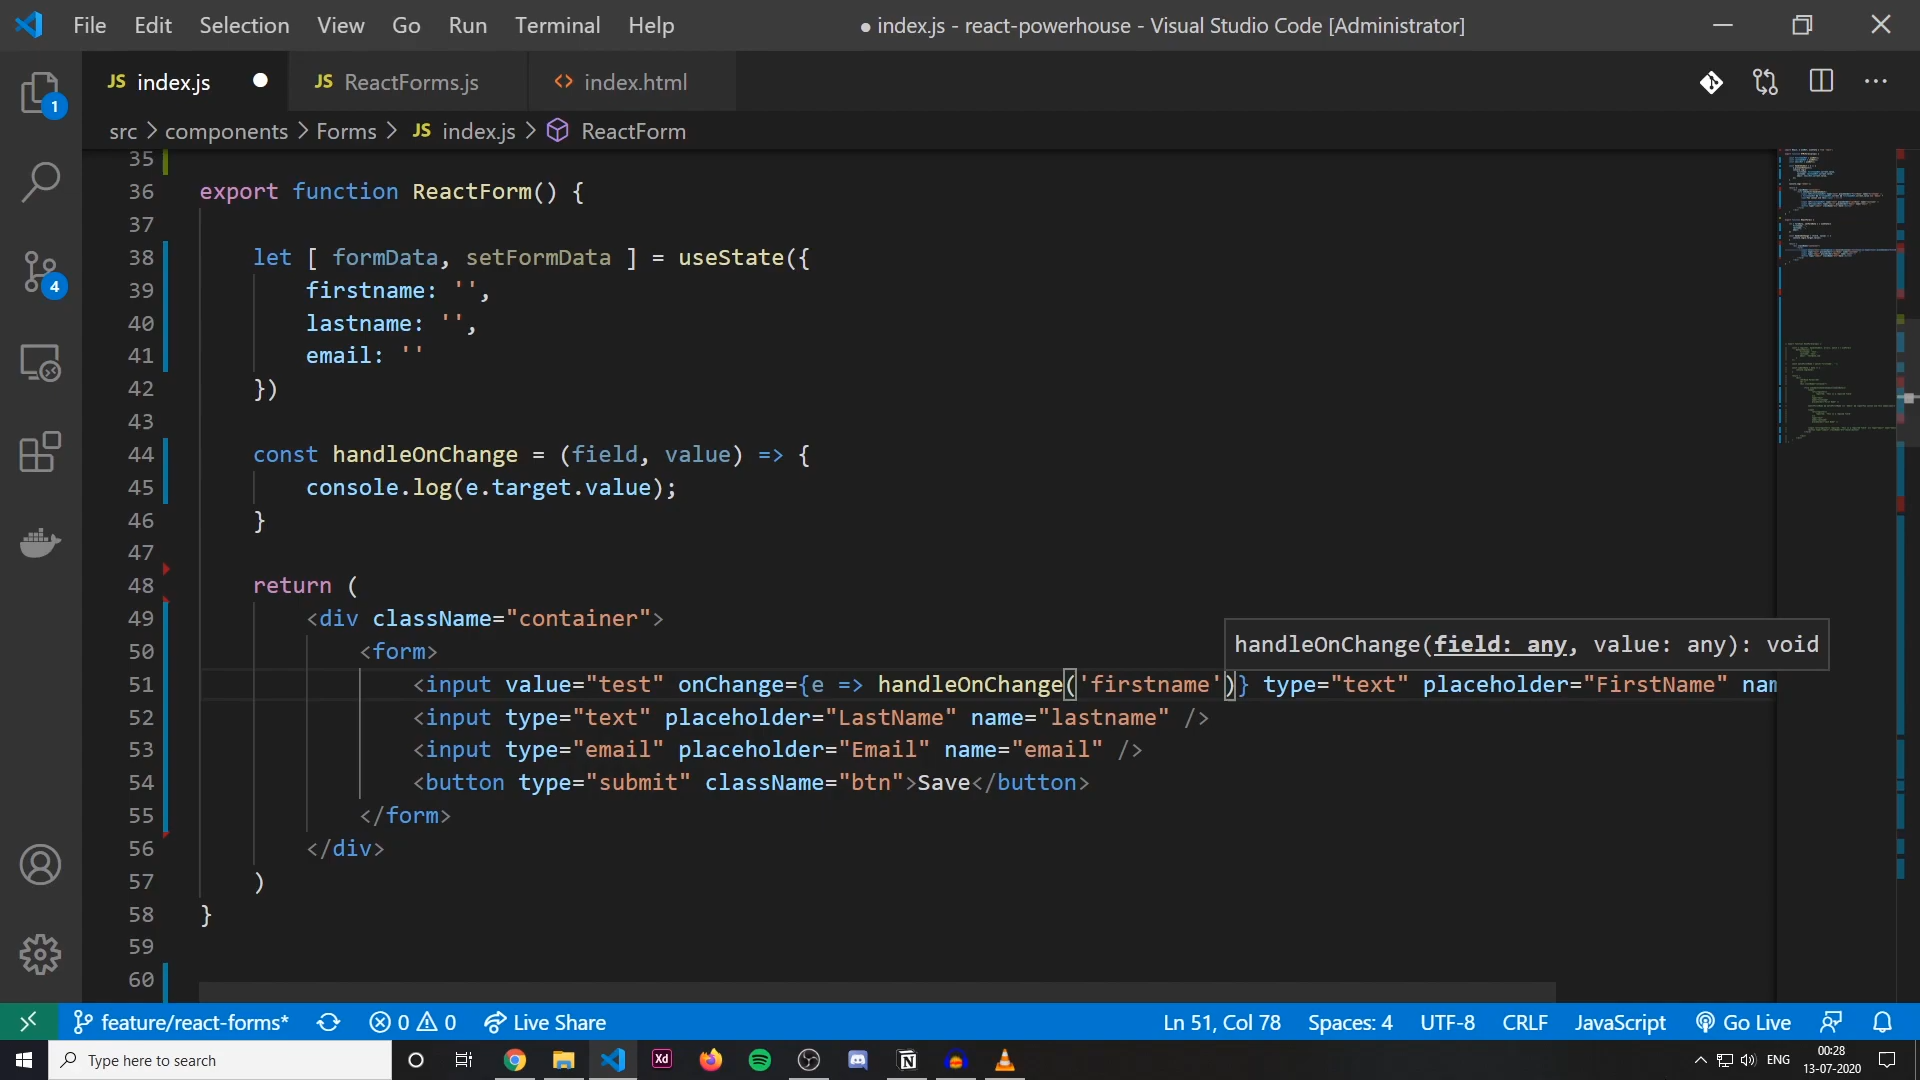 File Edit Selection View Go Run Terminal Help ● index.js - react-powerhouse - Visual Studio Code [Administrator]
JS index.js ● JS ReactForms.js <> index.html
src > components > Forms > JS index.js > ReactForm
1
4
35
36 export function ReactForm() {
37
38 let [ formData, setFormData ] = useState({
39 firstname: '',
40 lastname: '',
41 email: ''
42 })
43
44 const handleOnChange = (field, value) => {
45 console.log(e.target.value);
46 }
47
48 return (
49 <div className="container">
50 <form>
handleOnChange(field: any, value: any): void
51 <input value="test" onChange={e => handleOnChange('firstname')} type="text" placeholder="FirstName" nam
52 <input type="text" placeholder="LastName" name="lastname" />
53 <input type="email" placeholder="Email" name="email" />
54 <button type="submit" className="btn">Save</button>
55 </form>
56 </div>
57 )
58 }
59
60
feature/react-forms* 0 0 Live Share Ln 51, Col 78 Spaces: 4 UTF-8 CRLF JavaScript Go Live
Type here to search Xd N ENG 00:28
13-07-2020